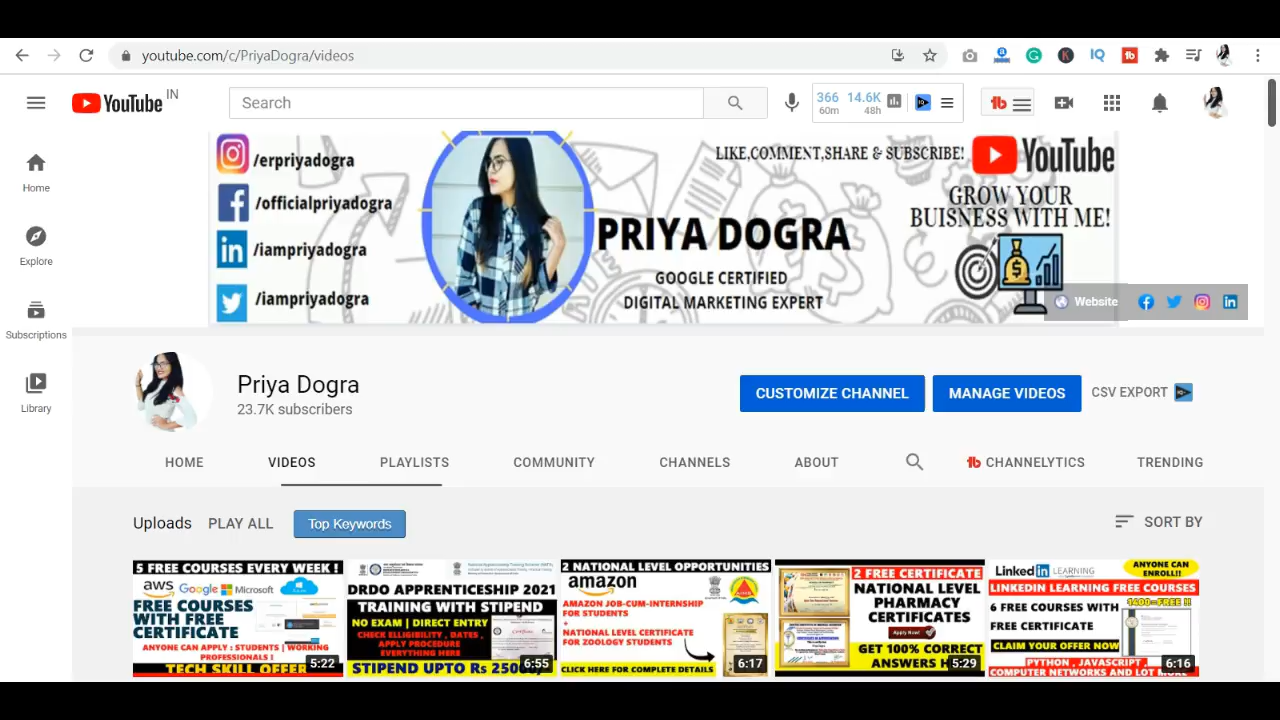 youtube.com/c/PriyaDogra/videos
YouTube IN
Search
366 14.6K
60m 48h
Home
Explore
Subscriptions
Library
/erpriyadogra
/officialpriyadogra
/iampriyadogra
/iampriyadogra
PRIYA DOGRA
GOOGLE CERTIFIED
DIGITAL MARKETING EXPERT
LIKE,COMMENT,SHARE & SUBSCRIBE!
YouTube
GROW YOUR
BUISNESS WITH ME!
Website
Priya Dogra
23.7K subscribers
CUSTOMIZE CHANNEL
MANAGE VIDEOS
CSV EXPORT
HOME VIDEOS PLAYLISTS COMMUNITY CHANNELS ABOUT CHANNELYTICS TRENDING
Uploads PLAY ALL Top Keywords SORT BY
5 FREE COURSES EVERY WEEK !
aws Google Microsoft
FREE COURSES
WITH FREE
CERTIFICATE
ANYONE CAN APPLY : STUDENTS | WORKING
PROFESSIONALS !
TECH SKILL OFFER
5:22
DRDO APPRENTICESHIP 2021
TRAINING WITH STIPEND
NO EXAM | DIRECT ENTRY
CHECK ELLIGIBILITY , DATES ,
APPLY PROCEDURE
EVERYTHING HERE
STIPEND UPTO Rs
6:55
2 NATIONAL LEVEL OPPORTUNITIES
amazon
AMAZON JOB-CUM-INTERNSHIP
FOR STUDENTS
+
NATIONAL LEVEL CERTIFICATE
FOR ZOOLOGY STUDENTS
CLICK HERE FOR COMPLETE DETAILS
6:17
2 FREE CERTIFICATE
NATIONAL LEVEL
PHARMACY
CERTIFICATES
Apply Now!
GET 100% CORRECT
ANSWERS
5:29
LinkedIn LEARNING
ANYONE CAN
ENROLL!!
LINKEDIN LEARNING FREE COURSES
6 FREE COURSES WITH
FREE CERTIFICATE
1400=FREE !!
CLAIM YOUR OFFER NOW
PYTHON , JAVASCRIPT ,
COMPUTER NETWORKS AND LOT MORE
6:16